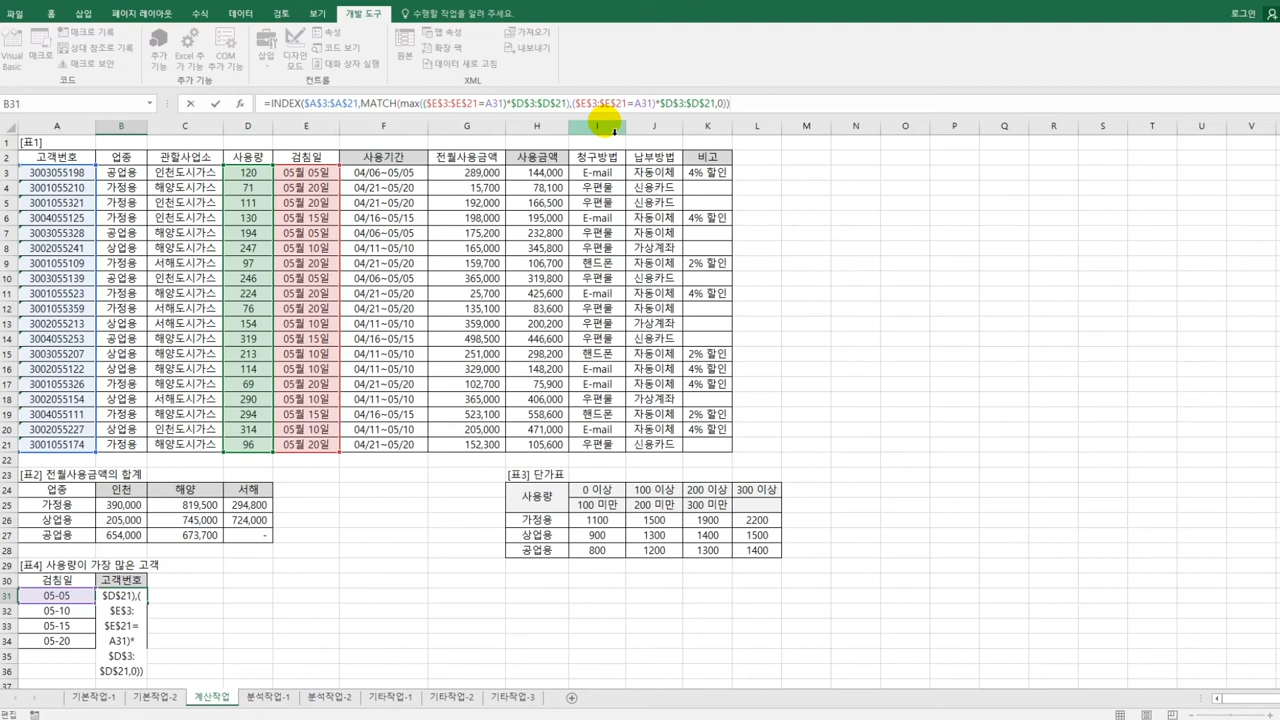 파일 홈 삽입 페이지 레이아웃 수식 데이터 검토 보기 개발 도구 수행할 작업을 알려 주세요. 로그인
Visual Basic 매크로 매크로 기록 상대 참조로 기록 매크로 보안 추가 기능 Excel 추가 기능 COM 추가 기능 삽입 디자인 모드 속성 코드 보기 대화 상자 실행 원본 맵 속성 확장 팩 데이터 새로 고침 가져오기 내보내기
코드 추가 기능 컨트롤 XML
B31 fx =INDEX($A$3:$A$21,MATCH(max(($E$3:$E$21=A31)*$D$3:$D$21),($E$3:$E$21=A31)*$D$3:$D$21,0))
A B C D E F G H I J K L M N O P Q R S T U V
1 [표1]
2 고객번호 업종 관할사업소 사용량 검침일 사용기간 전월사용금액 사용금액 청구방법 납부방법 비고
3 3003055198 공업용 인천도시가스 120 05월 05일 04/06~05/05 289,000 144,000 E-mail 자동이체 4% 할인
4 3001055210 가정용 해양도시가스 71 05월 20일 04/21~05/20 15,700 78,100 우편물 신용카드
5 3001055321 가정용 인천도시가스 111 05월 20일 04/21~05/20 192,000 166,500 우편물 신용카드
6 3004055125 상업용 인천도시가스 130 05월 15일 04/16~05/15 198,000 195,000 E-mail 자동이체 4% 할인
7 3003055328 공업용 해양도시가스 194 05월 05일 04/06~05/05 175,200 232,800 우편물 신용카드
8 3002055241 상업용 해양도시가스 247 05월 10일 04/11~05/10 165,000 345,800 우편물 가상계좌
9 3001055109 가정용 서해도시가스 97 05월 20일 04/21~05/20 159,700 106,700 핸드폰 자동이체 2% 할인
10 3003055139 공업용 인천도시가스 246 05월 05일 04/06~05/05 365,000 319,800 우편물 신용카드
11 3001055523 가정용 해양도시가스 224 05월 20일 04/21~05/20 25,700 425,600 E-mail 자동이체 4% 할인
12 3001055359 가정용 서해도시가스 76 05월 20일 04/21~05/20 135,100 83,600 우편물 신용카드
13 3002055213 상업용 해양도시가스 154 05월 10일 04/11~05/10 359,000 200,200 우편물 가상계좌
14 3004055253 공업용 해양도시가스 319 05월 15일 04/16~05/15 498,500 446,600 우편물 신용카드
15 3003055207 상업용 해양도시가스 213 05월 10일 04/11~05/10 251,000 298,200 핸드폰 자동이체 2% 할인
16 3002055122 상업용 해양도시가스 114 05월 10일 04/11~05/10 329,000 148,200 E-mail 자동이체 4% 할인
17 3001055326 가정용 해양도시가스 69 05월 20일 04/21~05/20 102,700 75,900 E-mail 자동이체 4% 할인
18 3002055154 상업용 서해도시가스 290 05월 10일 04/11~05/10 365,000 406,000 우편물 가상계좌
19 3004055111 가정용 해양도시가스 294 05월 15일 04/16~05/15 523,100 558,600 핸드폰 자동이체 2% 할인
20 3002055227 상업용 인천도시가스 314 05월 10일 04/11~05/10 205,000 471,000 E-mail 자동이체 4% 할인
21 3001055174 가정용 해양도시가스 96 05월 20일 04/21~05/20 152,300 105,600 우편물 신용카드
22
23 [표2] 전월사용금액의 합계 [표3] 단가표
24 업종 인천 해양 서해 사용량 0 이상 100 이상 200 이상 300 이상
25 가정용 390,000 819,500 294,800 100 미만 200 미만 300 미만
26 상업용 205,000 745,000 724,000 가정용 1100 1500 1900 2200
27 공업용 654,000 673,700 - 상업용 900 1300 1400 1500
28 공업용 800 1200 1300 1400
29 [표4] 사용량이 가장 많은 고객
30 검침일 고객번호
31 05-05 $D$21),(
32 05-10 $E$3:
33 05-15 $E$21=
34 05-20 A31)*
35 $D$3:
36 $D$21,0))
37
기본작업-1 기본작업-2 계산작업 분석작업-1 분석작업-2 기타작업-1 기타작업-2 기타작업-3
편집